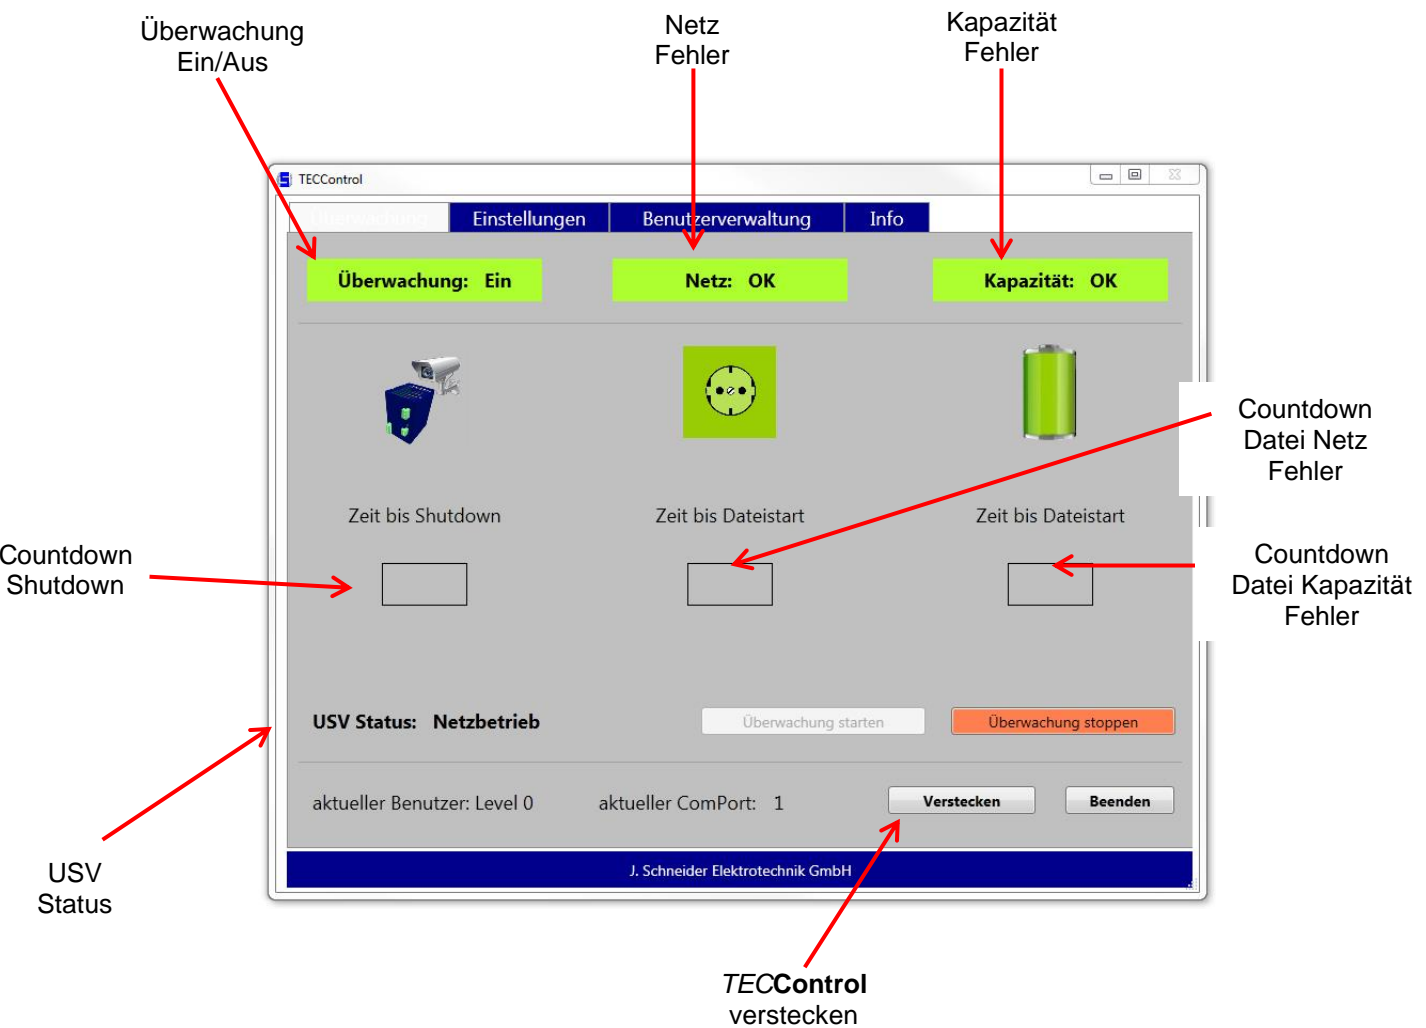 Überwachung
Ein/Aus
Netz
Fehler
Kapazität
Fehler
TECControl
Überwachung Einstellungen Benutzerverwaltung Info
Überwachung: Ein Netz: OK Kapazität: OK
Countdown
Datei Netz
Fehler
Zeit bis Shutdown Zeit bis Dateistart Zeit bis Dateistart
Countdown
Shutdown
Countdown
Datei Kapazität
Fehler
USV Status: Netzbetrieb Überwachung starten Überwachung stoppen
aktueller Benutzer: Level 0 aktueller ComPort: 1 Verstecken Beenden
J. Schneider Elektrotechnik GmbH
USV
Status
TECControl
verstecken